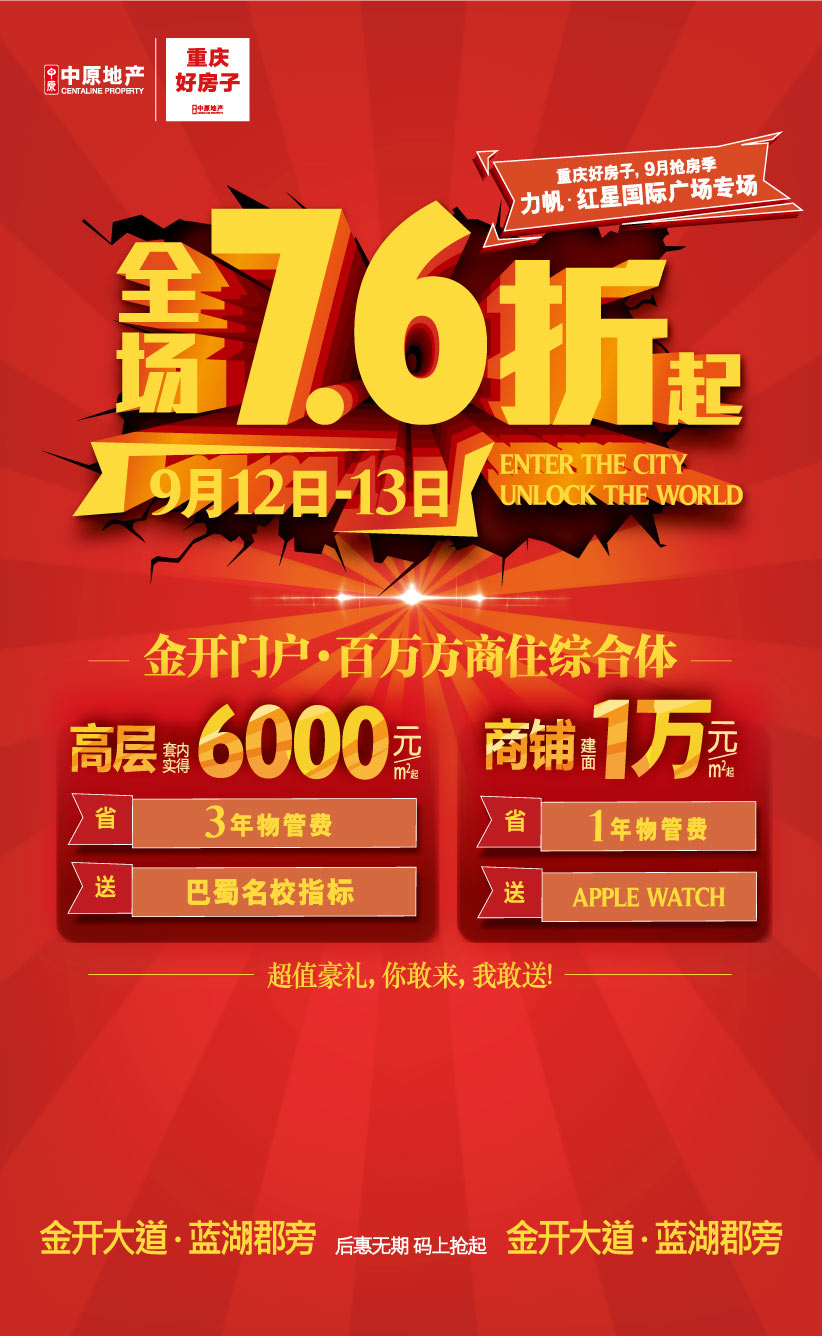 中原
中原地产
CENTALINE PROPERTY
重庆
好房子
中原地产
重庆好房子, 9月抢房季
力帆·红星国际广场专场
全场7.6折起
9月12日-13日
ENTER THE CITY
UNLOCK THE WORLD
金开门户·百万方商住综合体
高层 套内实得 6000元/m²起
省 3年物管费
送 巴蜀名校指标
商铺 建面 1万元/m²起
省 1年物管费
送 APPLE WATCH
超值豪礼, 你敢来, 我敢送!
金开大道·蓝湖郡旁 后惠无期 码上抢起 金开大道·蓝湖郡旁